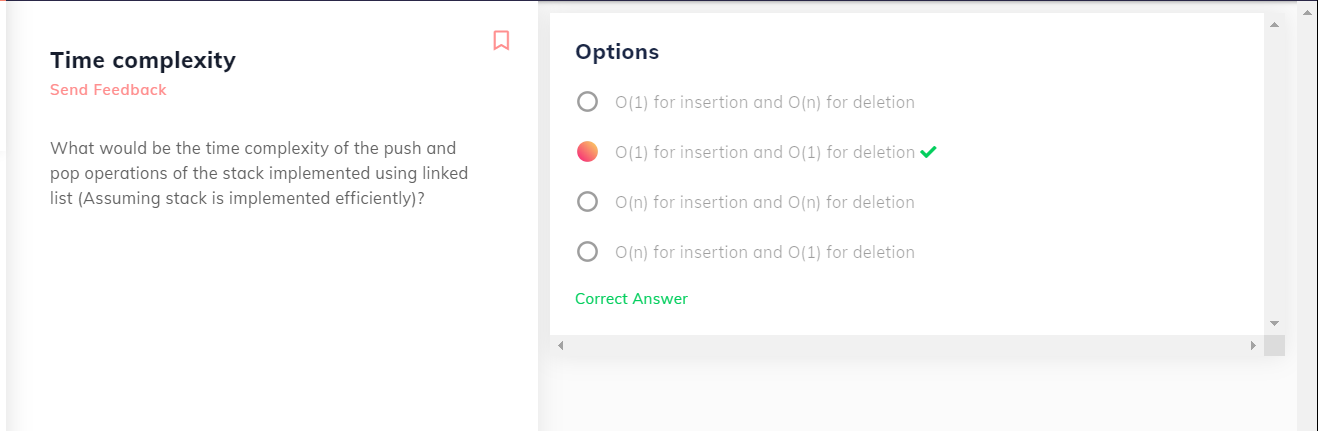 Time complexity
Send Feedback
What would be the time complexity of the push and
pop operations of the stack implemented using linked
list (Assuming stack is implemented efficiently)?
Options
O(1) for insertion and O(n) for deletion
O(1) for insertion and O(1) for deletion
O(n) for insertion and O(n) for deletion
O(n) for insertion and O(1) for deletion
Correct Answer